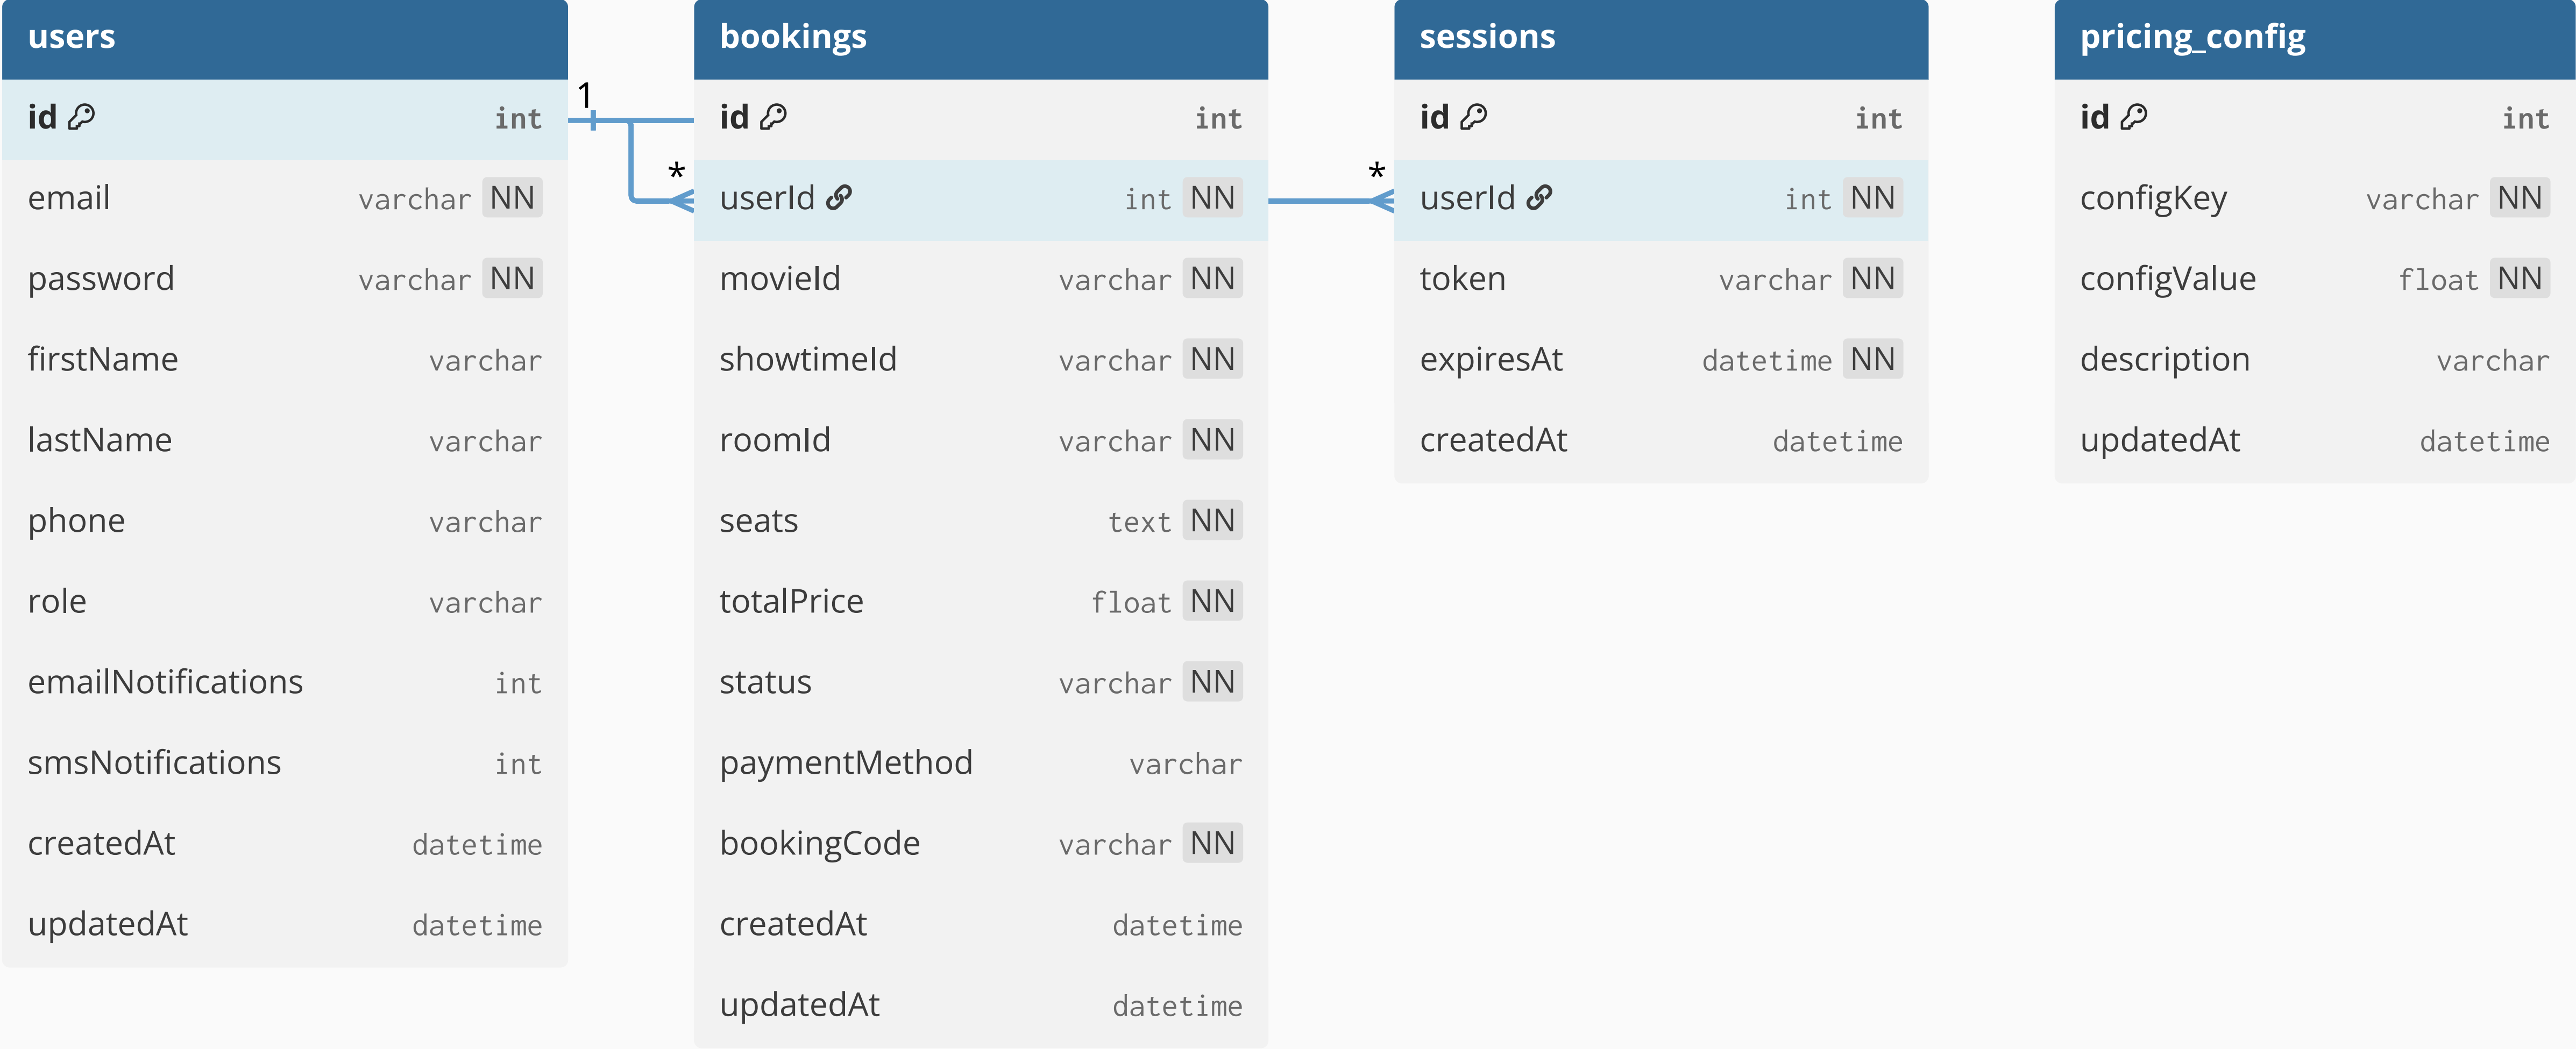 users
id int
email varchar NN
password varchar NN
firstName varchar
lastName varchar
phone varchar
role varchar
emailNotifications int
smsNotifications int
createdAt datetime
updatedAt datetime
1
*
bookings
id int
userId int NN
movieId varchar NN
showtimeId varchar NN
roomId varchar NN
seats text NN
totalPrice float NN
status varchar NN
paymentMethod varchar
bookingCode varchar NN
createdAt datetime
updatedAt datetime
*
sessions
id int
userId int NN
token varchar NN
expiresAt datetime NN
createdAt datetime
pricing_config
id int
configKey varchar NN
configValue float NN
description varchar
updatedAt datetime